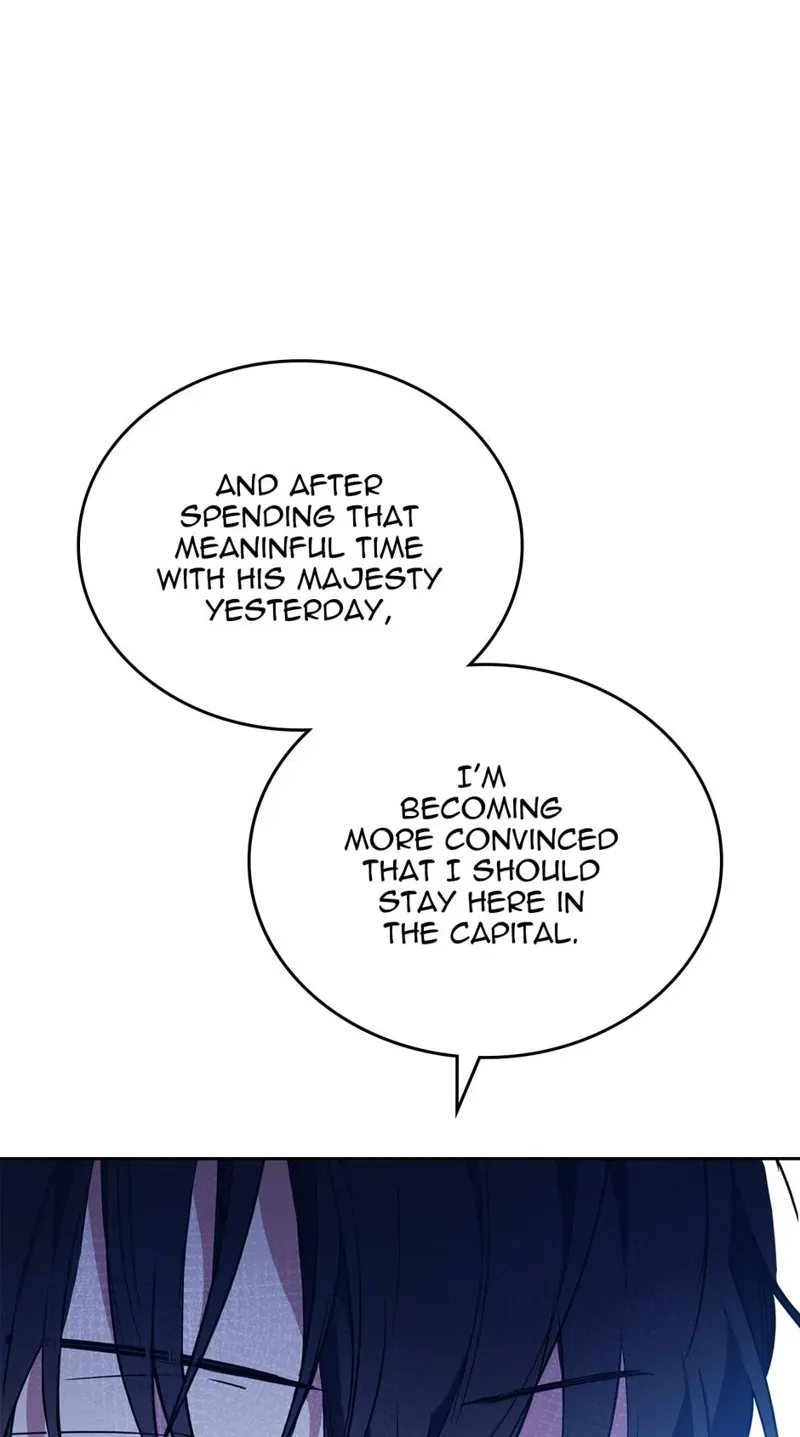 AND AFTER
SPENDING THAT
MEANINFUL TIME
WITH HIS MAJESTY
YESTERDAY,
I'M
BECOMING
MORE CONVINCED
THAT I SHOULD
STAY HERE IN
THE CAPITAL.